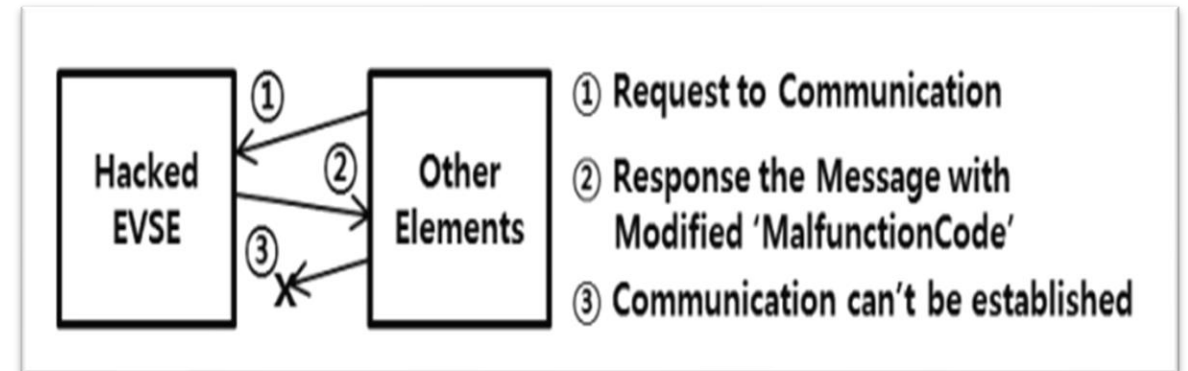 ①
②
③
X
Hacked
EVSE
Other
Elements
① Request to Communication
② Response the Message with
Modified 'MalfunctionCode'
③ Communication can't be established